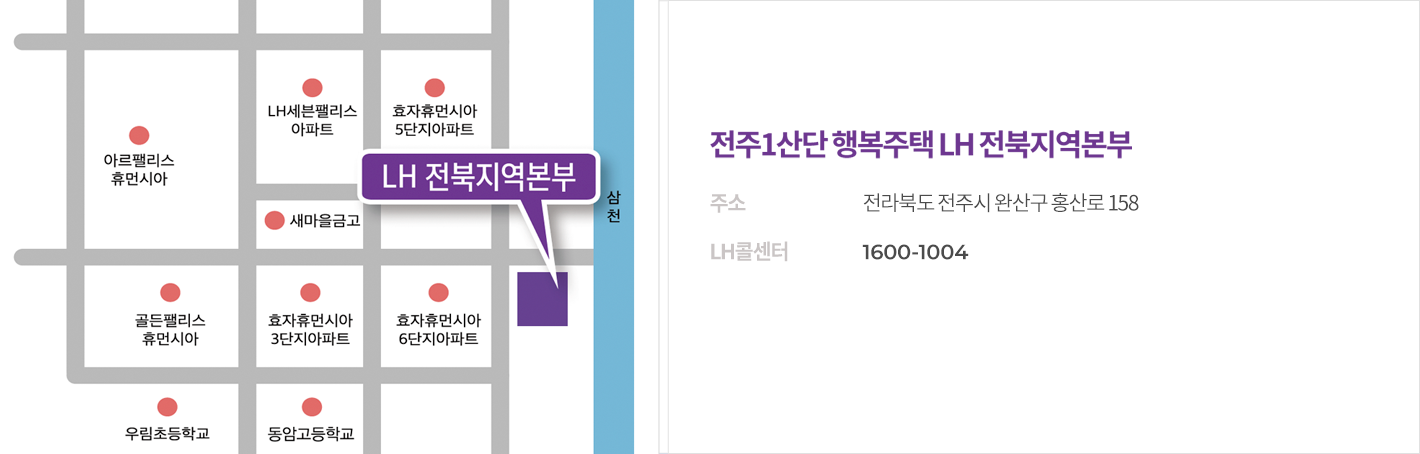 LH세븐팰리스
아파트
효자휴먼시아
5단지아파트
아르팰리스
휴먼시아
LH 전북지역본부
삼
천
새마을금고
골든팰리스
휴먼시아
효자휴먼시아
3단지아파트
효자휴먼시아
6단지아파트
우림초등학교
동암고등학교
전주1산단 행복주택 LH 전북지역본부
주소 전라북도 전주시 완산구 홍산로 158
LH콜센터 1600-1004